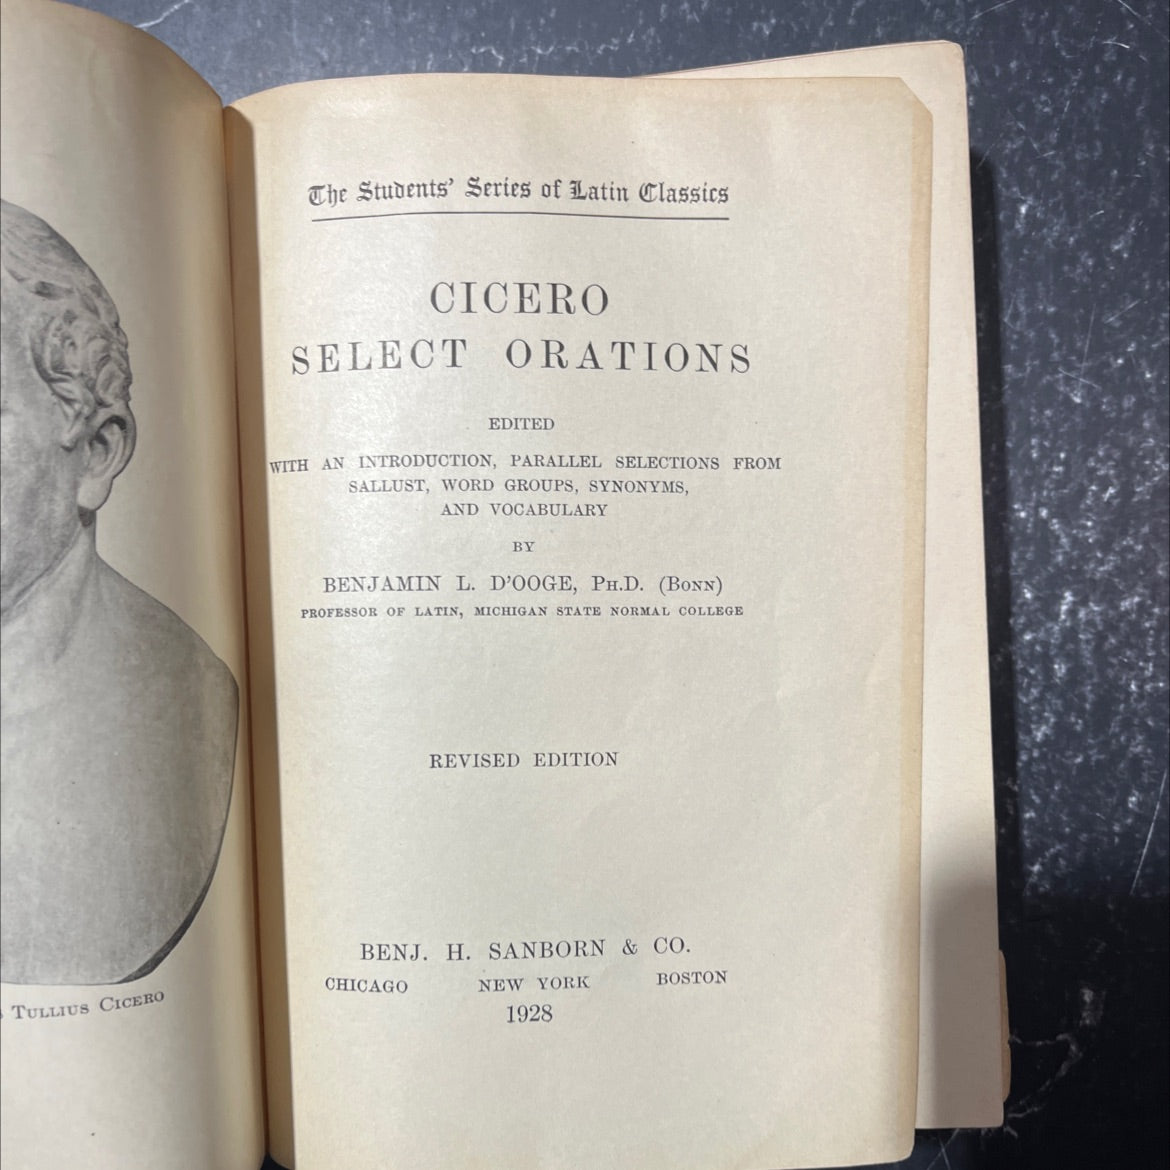 TULLIUS CICERO
The Students' Series of Latin Classics
CICERO
SELECT ORATIONS
EDITED
WITH AN INTRODUCTION, PARALLEL SELECTIONS FROM
SALLUST, WORD GROUPS, SYNONYMS,
AND VOCABULARY
BY
BENJAMIN L. D'OOGE, PH.D. (BONN)
PROFESSOR OF LATIN, MICHIGAN STATE NORMAL COLLEGE
REVISED EDITION
BENJ. H. SANBORN & CO.
CHICAGO NEW YORK BOSTON
1928